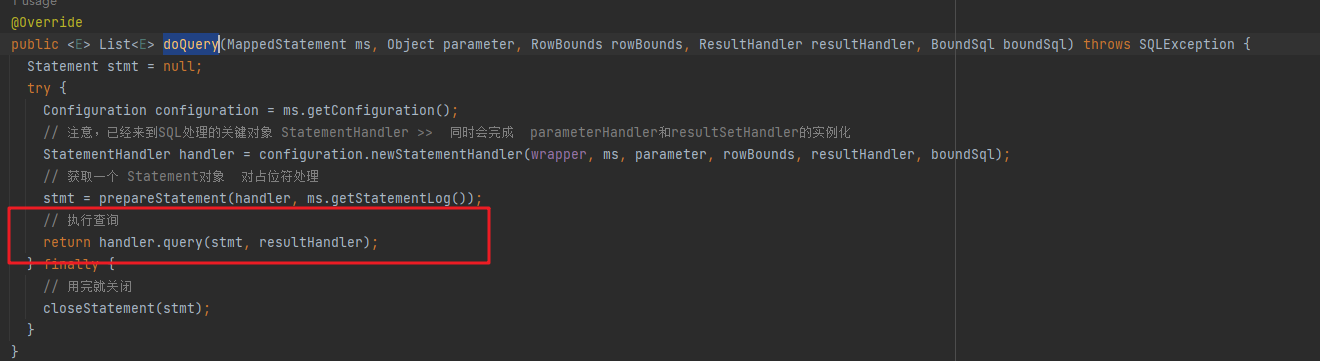 1 usage
@Override
public <E> List<E> doQuery(MappedStatement ms, Object parameter, RowBounds rowBounds, ResultHandler resultHandler, BoundSql boundSql) throws SQLException {
Statement stmt = null;
try {
Configuration configuration = ms.getConfiguration();
// 注意，已经来到SQL处理的关键对象 StatementHandler >>  同时会完成  parameterHandler和resultSetHandler的实例化
StatementHandler handler = configuration.newStatementHandler(wrapper, ms, parameter, rowBounds, resultHandler, boundSql);
// 获取一个 Statement对象  对占位符处理
stmt = prepareStatement(handler, ms.getStatementLog());
// 执行查询
return handler.query(stmt, resultHandler);
} finally {
// 用完就关闭
closeStatement(stmt);
}
}